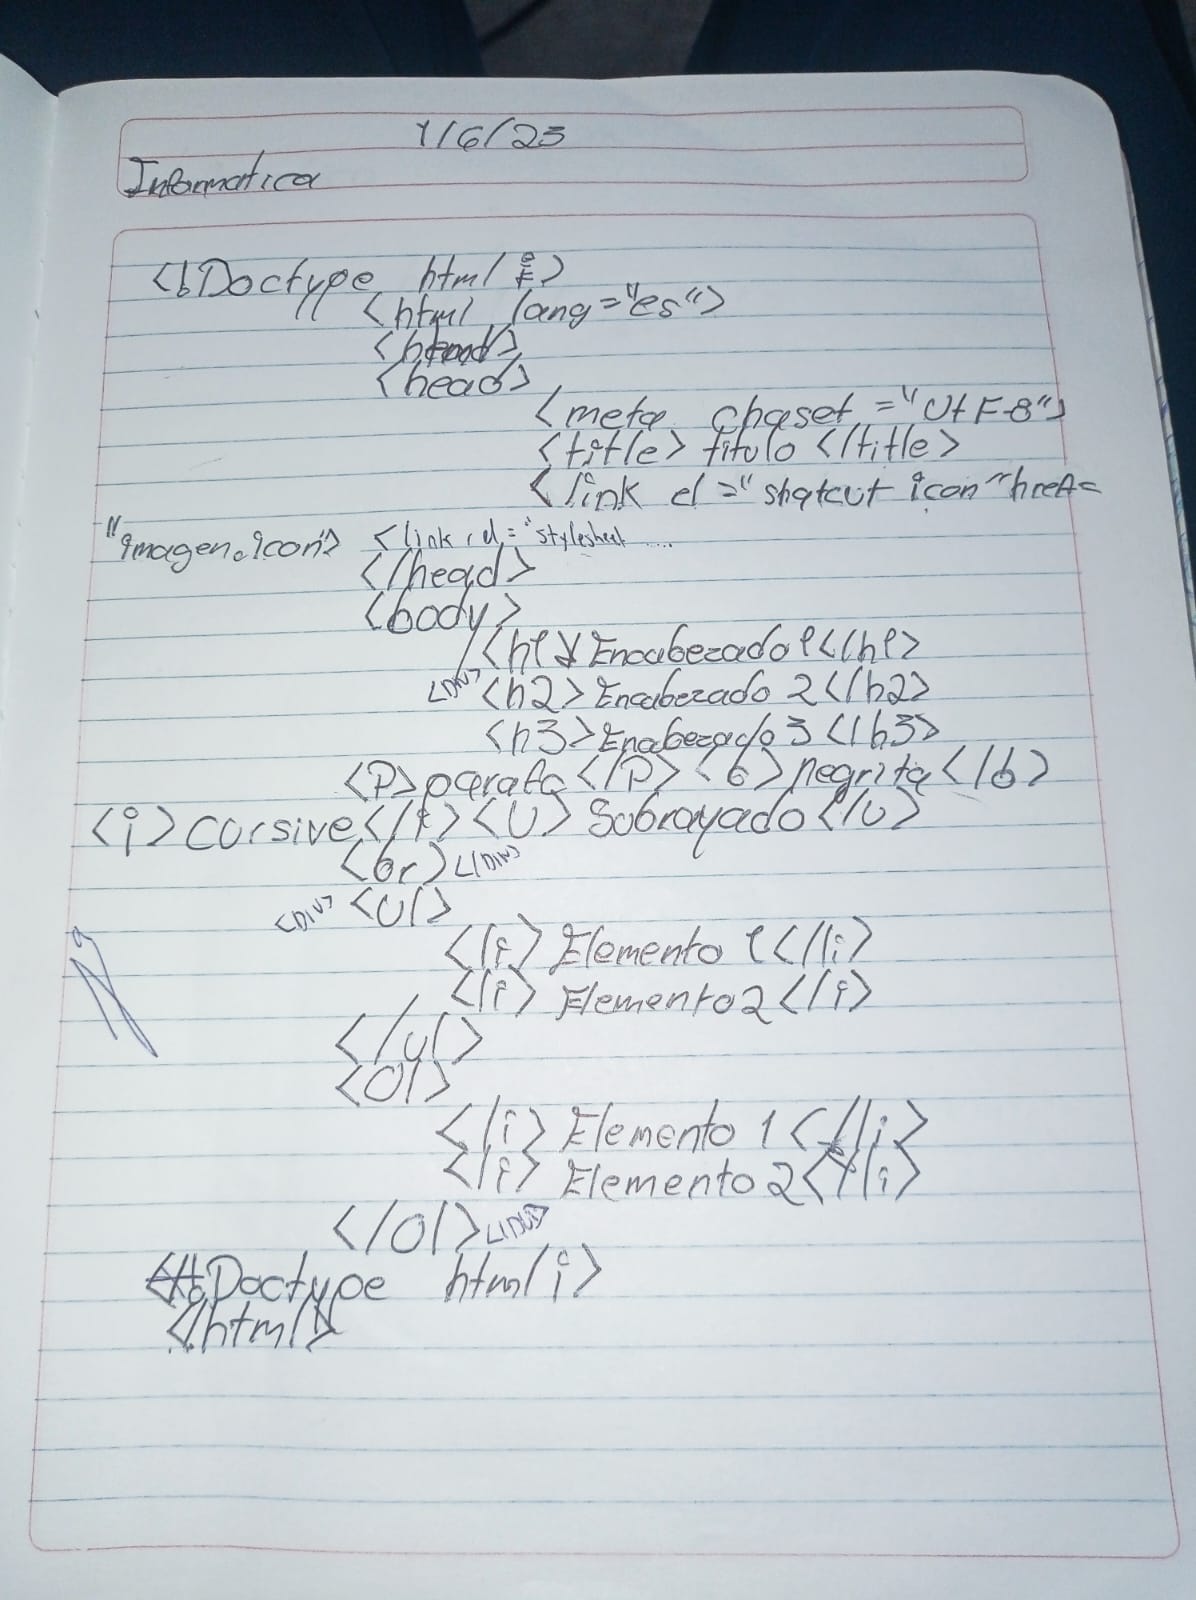 1/6/23
Informatica
<!Doctype html>
<html lang="es">
<head>
<meta chaset ="UtF-8">
<title> titulo </title>
<link el ="shatcut icon" href=
"imagen.icon"> <link rel="stylesheet ....
</head>
<body>
<h1> Encabezado 1</h1>
<DIV> <h2> Encabezado 2 </h2>
<h3> Encabezado 3 </h3>
<P> parafo </P> <b> negrita </b>
<i> cursive </i> <U> Subrayado </U>
<br> </DIV>
<DIV> <Ul>
<li> Elemento 1 </li>
<li> Elemento 2 </li>
</ul>
<Ol>
<li> Elemento 1 </li>
<li> Elemento 2 </li>
</Ol> </DIV>
Doctype html¡>
</html>